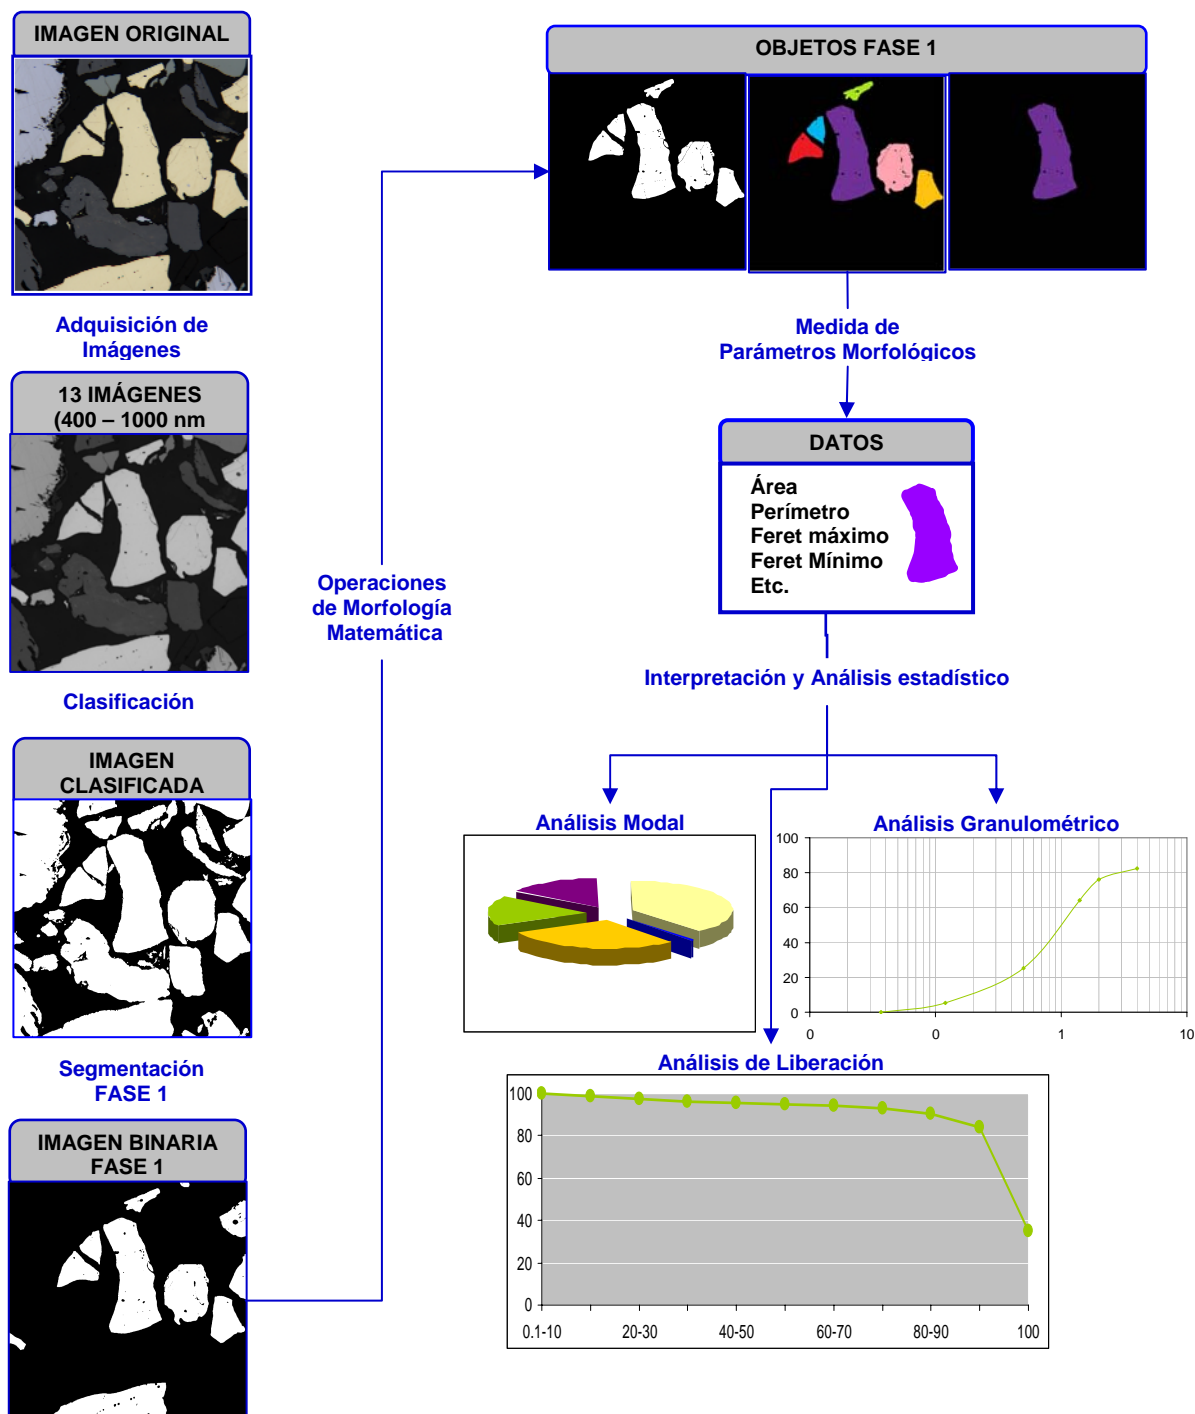 IMAGEN ORIGINAL
Adquisición de
Imágenes
13 IMÁGENES
(400 – 1000 nm
Clasificación
IMAGEN
CLASIFICADA
Segmentación
FASE 1
IMAGEN BINARIA
FASE 1
Operaciones
de Morfología
Matemática
OBJETOS FASE 1
Medida de
Parámetros Morfológicos
DATOS
Área
Perímetro
Feret máximo
Feret Mínimo
Etc.
Interpretación y Análisis estadístico
Análisis Modal
Análisis Granulométrico
100
80
60
40
20
0
0 0 1 10
Análisis de Liberación
100
80
60
40
20
0
0.1-10 20-30 40-50 60-70 80-90 100